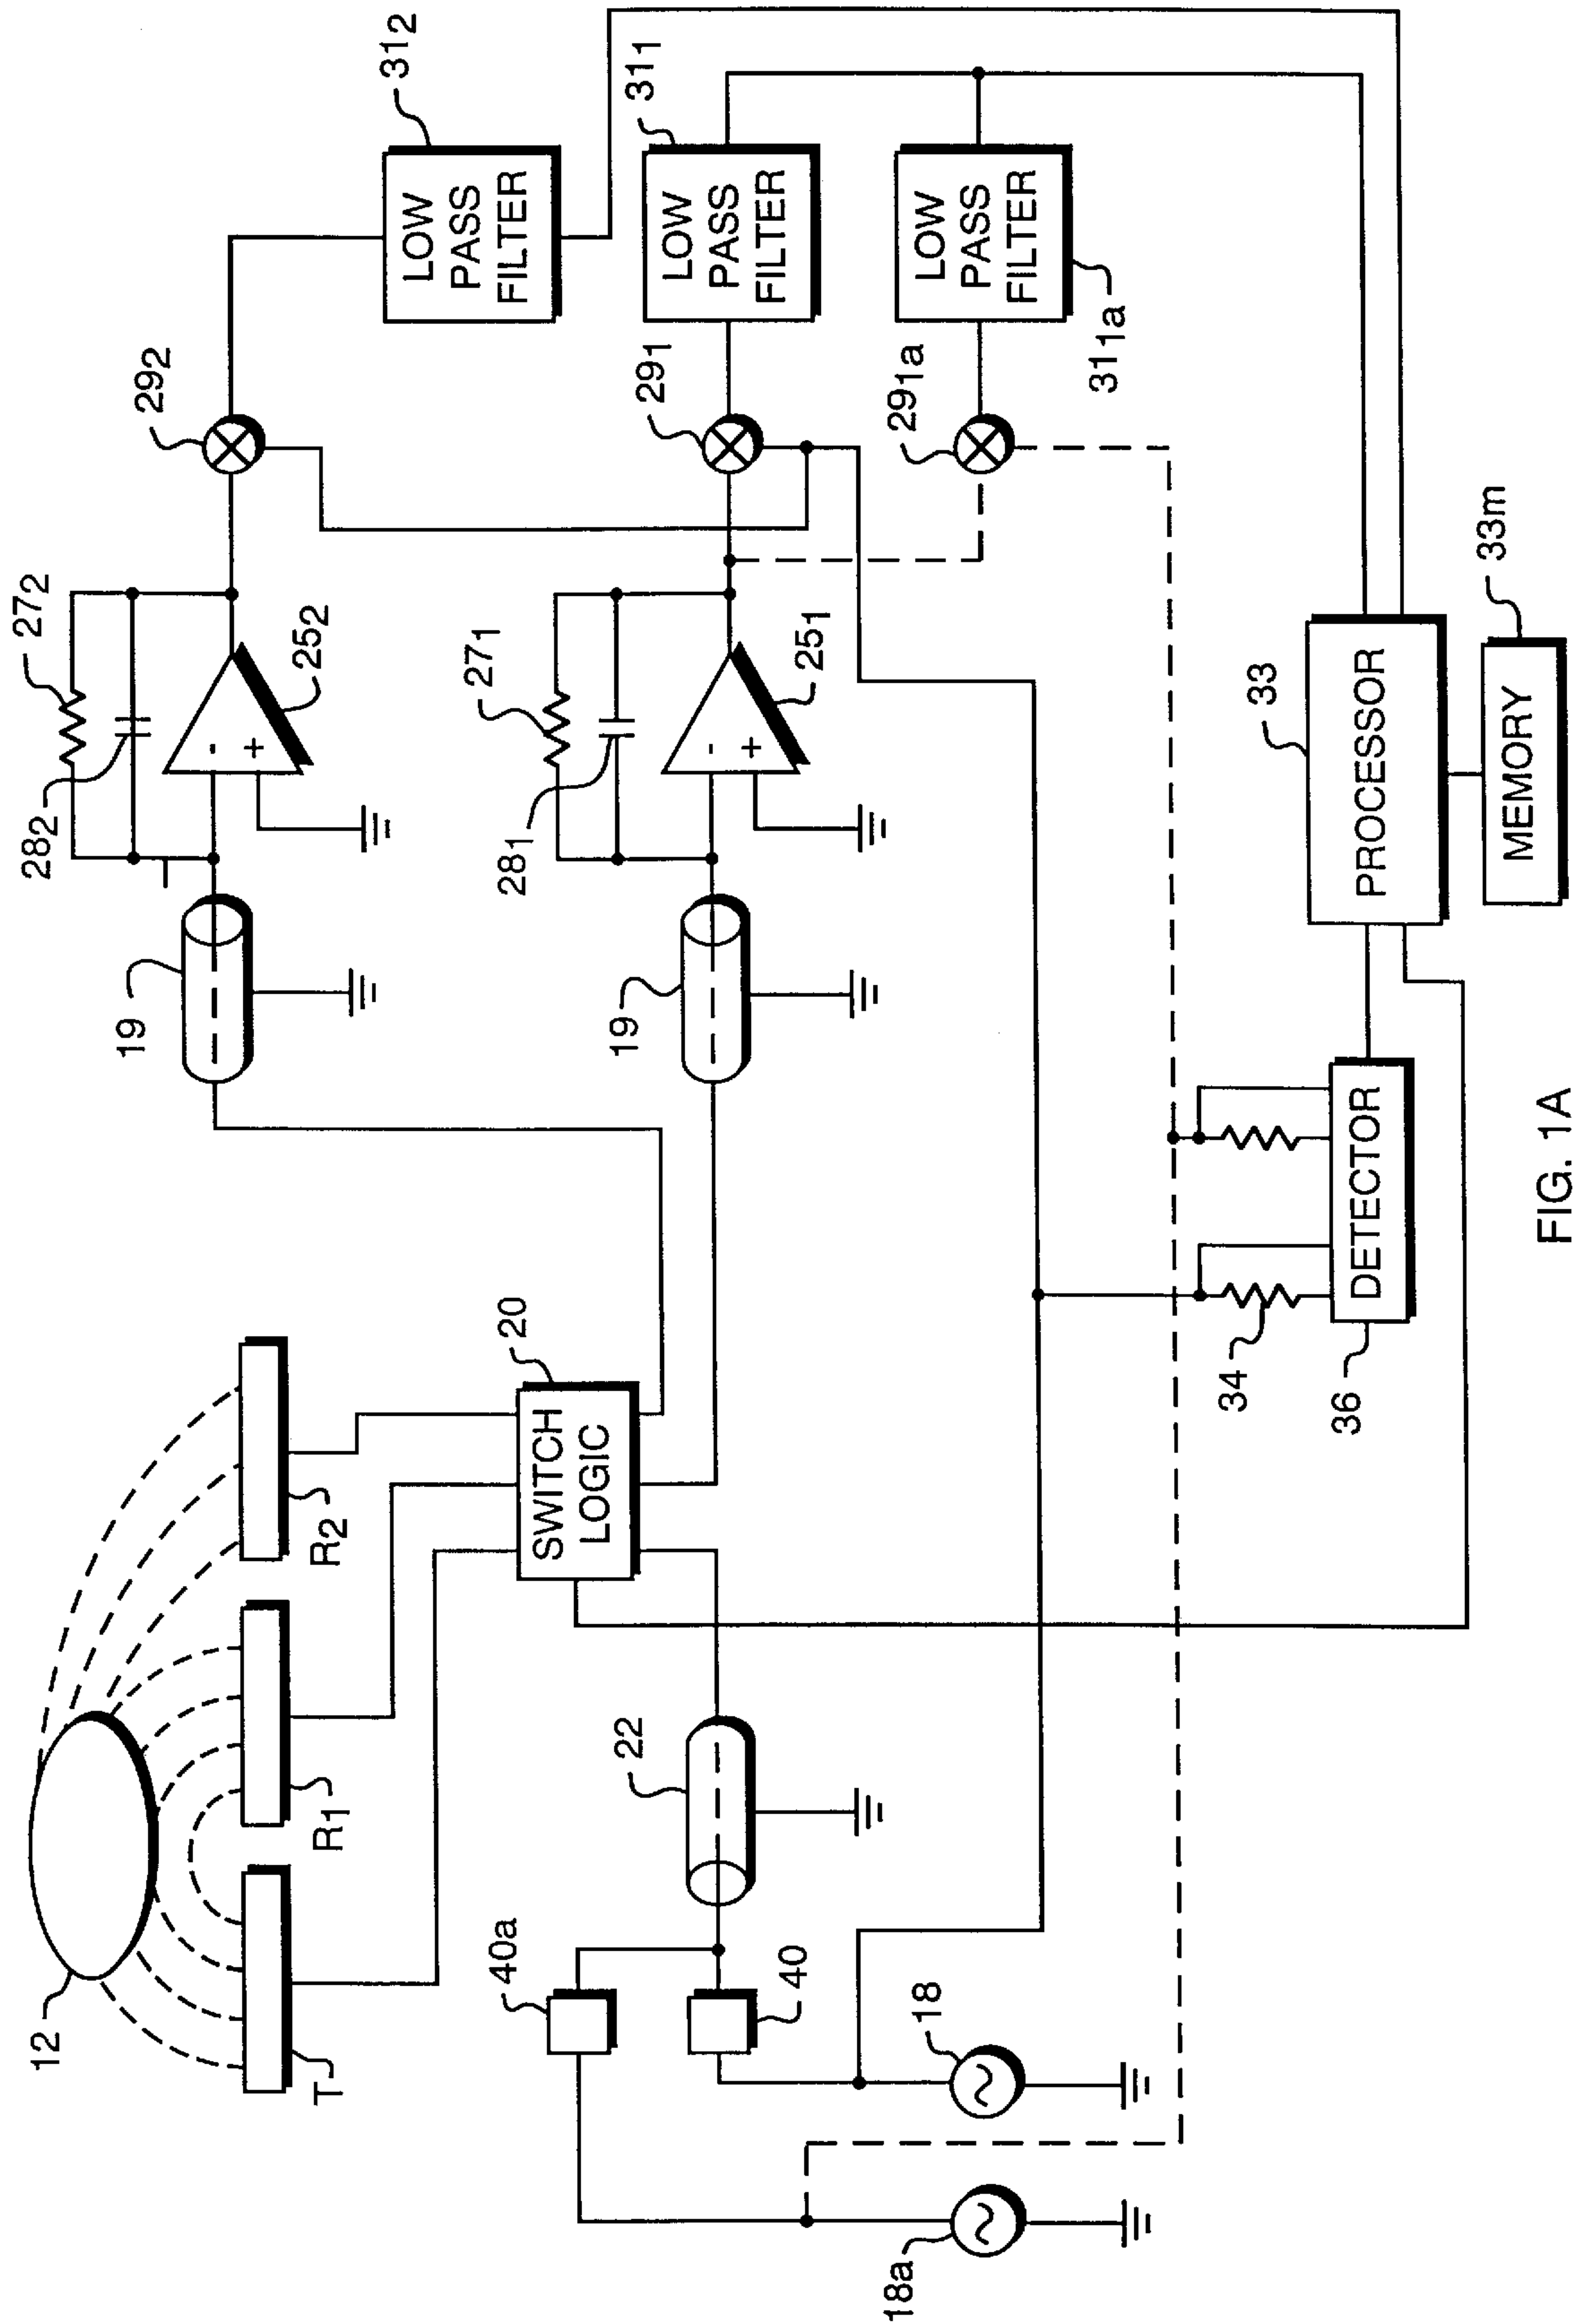 12
T
R1
R2
40a
40
22
18a
18
SWITCH
LOGIC
20
19
19
282
272
-
+
252
281
271
-
+
251
292
291
291a
LOW
PASS
FILTER
312
LOW
PASS
FILTER
311
LOW
PASS
FILTER
311a
34
36
DETECTOR
33
PROCESSOR
MEMORY
33m
FIG. 1A